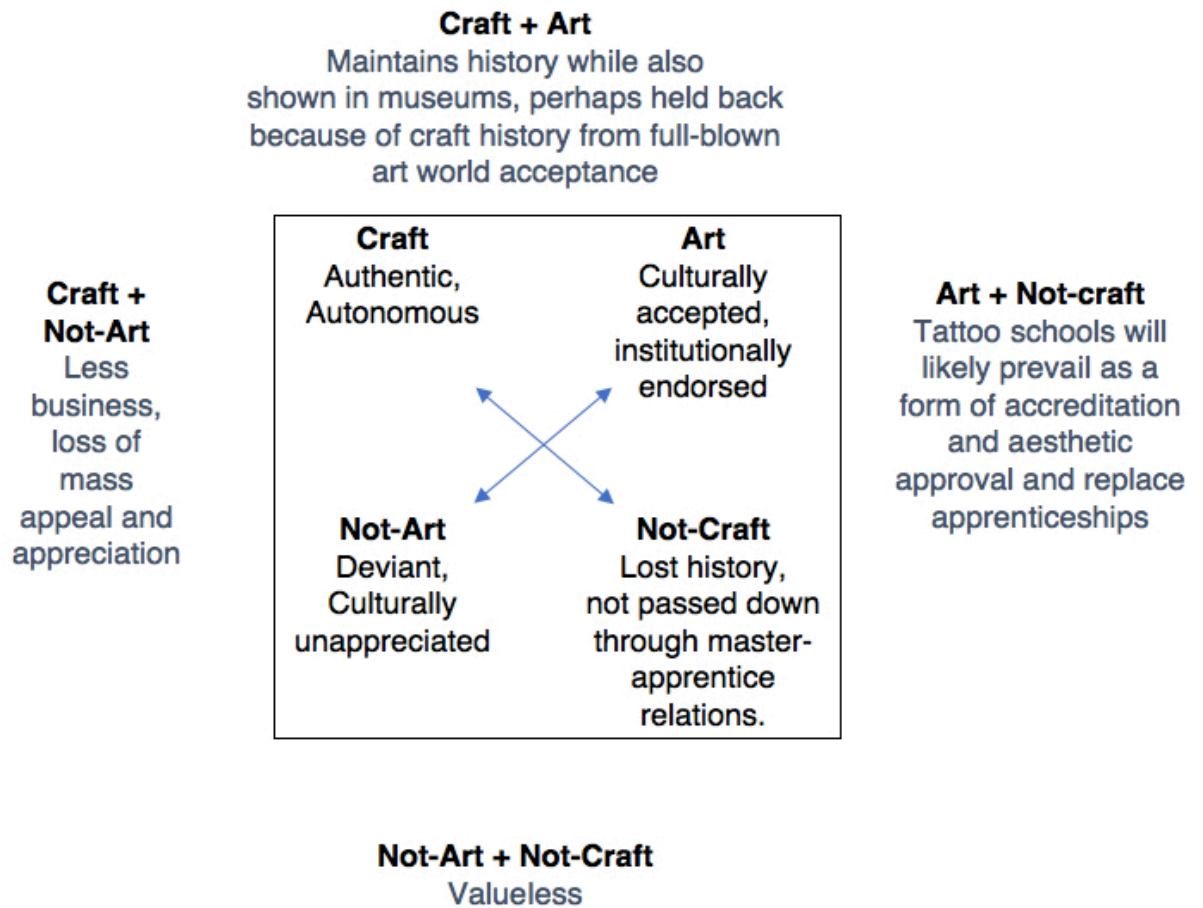 Craft + Art
Maintains history while also
shown in museums, perhaps held back
because of craft history from full-blown
art world acceptance
Craft +
Not-Art
Less
business,
loss of
mass
appeal and
appreciation
Craft
Authentic,
Autonomous
Art
Culturally
accepted,
institutionally
endorsed
Not-Art
Deviant,
Culturally
unappreciated
Not-Craft
Lost history,
not passed down
through master-
apprentice
relations.
Art + Not-craft
Tattoo schools will
likely prevail as a
form of accreditation
and aesthetic
approval and replace
apprenticeships
Not-Art + Not-Craft
Valueless